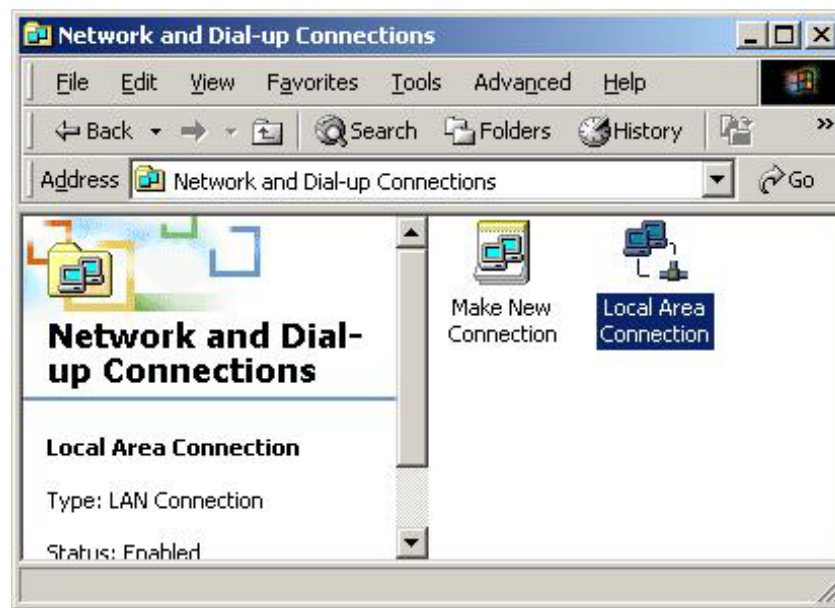 Network and Dial-up Connections
File Edit View Favorites Tools Advanced Help
Back Search Folders History »
Address Network and Dial-up Connections Go
Make New
Connection
Local Area
Connection
Network and Dial-
up Connections
Local Area Connection
Type: LAN Connection
Status: Enabled